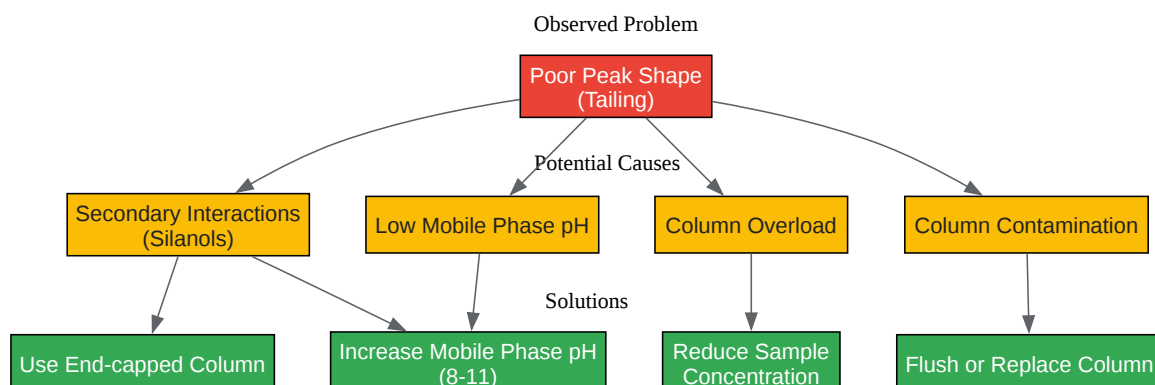 Observed Problem
Poor Peak Shape
(Tailing)
Potential Causes
Secondary Interactions
(Silanols)
Low Mobile Phase pH
Column Overload
Column Contamination
Solutions
Use End-capped Column
Increase Mobile Phase pH
(8-11)
Reduce Sample
Concentration
Flush or Replace Column